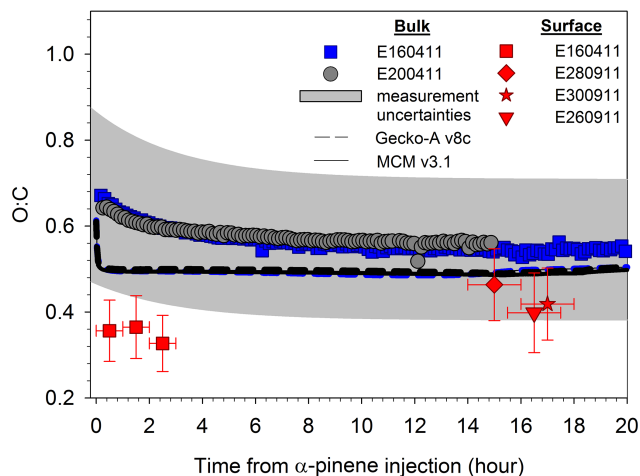 Bulk Surface
E160411 E160411
E200411 E280911
measurement E300911
uncertainties E260911
Gecko-A v8c
MCM v3.1
O:C
1.0
0.8
0.6
0.4
0.2
0 2 4 6 8 10 12 14 16 18 20
Time from α-pinene injection (hour)